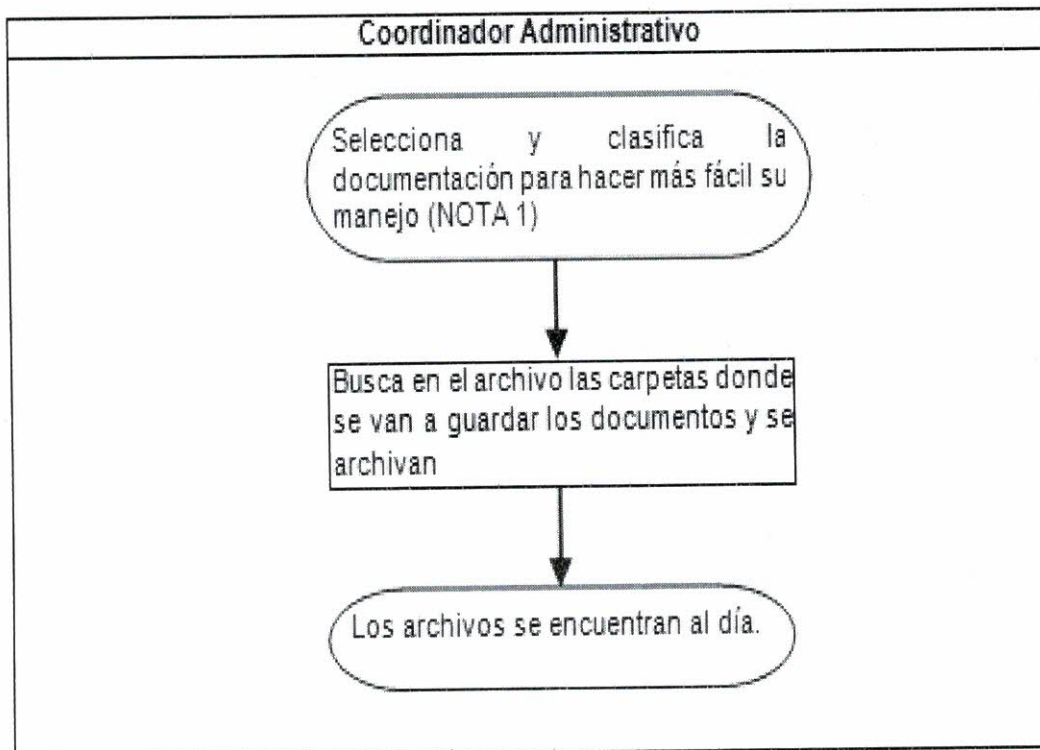 Coordinador Administrativo
Selecciona y clasifica la
documentación para hacer más fácil su
manejo (NOTA 1)
Busca en el archivo las carpetas donde
se van a guardar los documentos y se
archivan
Los archivos se encuentran al día.